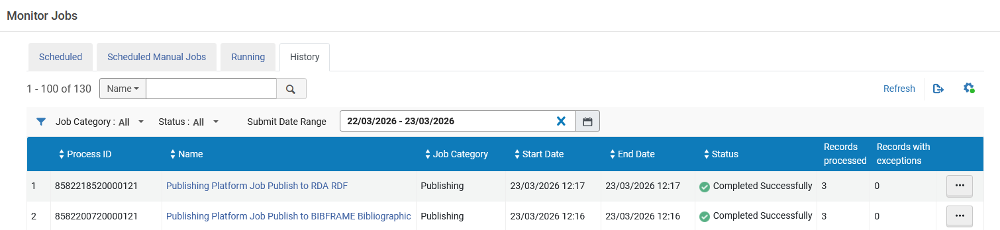 Monitor Jobs
Scheduled Scheduled Manual Jobs Running History
1 - 100 of 130 Name Refresh
Job Category : All Status : All Submit Date Range 22/03/2026 - 23/03/2026
Process ID Name Job Category Start Date End Date Status Records processed Records with exceptions
1 8582218520000121 Publishing Platform Job Publish to RDA RDF Publishing 23/03/2026 12:17 23/03/2026 12:17 Completed Successfully 3 0
2 8582200720000121 Publishing Platform Job Publish to BIBFRAME Bibliographic Publishing 23/03/2026 12:16 23/03/2026 12:16 Completed Successfully 3 0